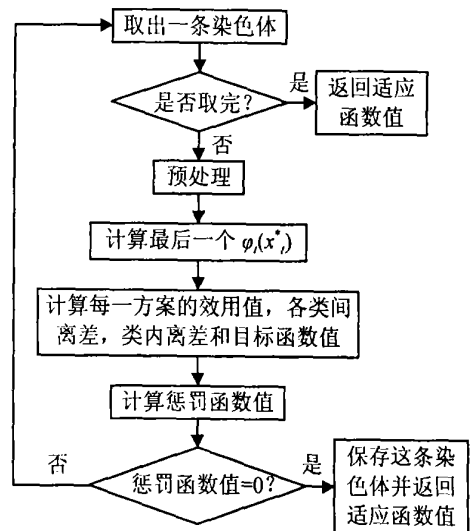 取出一条染色体
是否取完?
是
返回适应
函数值
否
预处理
计算最后一个 φₜ(x*ₜ)
计算每一方案的效用值，各类间
离差，类内离差和目标函数值
计算惩罚函数值
否
惩罚函数值=0?
是
保存这条染
色体并返回
适应函数值